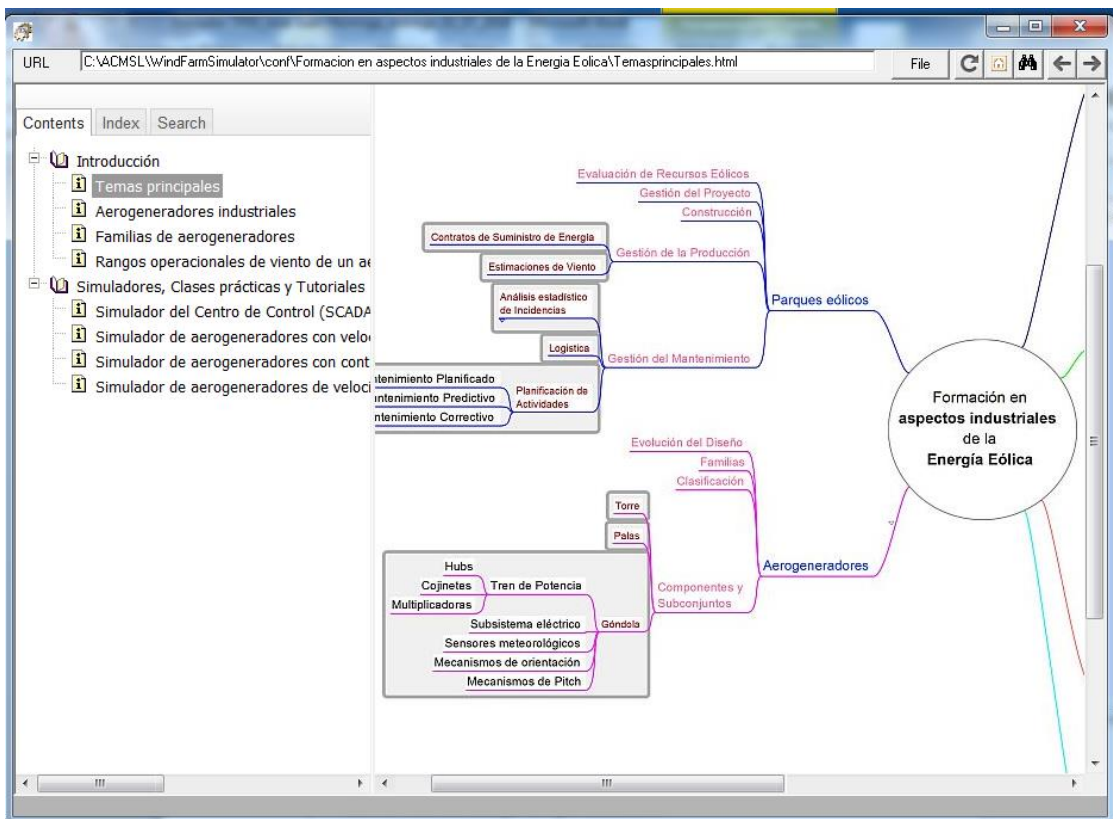 URL
C:\ACMSL\WindFarmSimulator\conf\Formacion en aspectos industriales de la Energia Eolica\Temasprincipales.html
File
Contents
Index
Search
Introducción
Temas principales
Aerogeneradores industriales
Familias de aerogeneradores
Rangos operacionales de viento de un ae
Simuladores, Clases prácticas y Tutoriales
Simulador del Centro de Control (SCADA
Simulador de aerogeneradores con velo
Simulador de aerogeneradores con cont
Simulador de aerogeneradores de veloci
Evaluación de Recursos Eólicos
Gestión del Proyecto
Construcción
Contratos de Suministro de Energía
Gestión de la Producción
Estimaciones de Viento
Análisis estadístico
de Incidencias
Parques eólicos
Logística
Gestión del Mantenimiento
ntenimiento Planificado
ntenimiento Predictivo
ntenimiento Correctivo
Planificación de
Actividades
Formación en
aspectos industriales
de la
Energía Eólica
Evolución del Diseño
Familias
Clasificación
Torre
Palas
Aerogeneradores
Componentes y
Subconjuntos
Hubs
Cojinetes
Tren de Potencia
Multiplicadoras
Subsistema eléctrico
Góndola
Sensores meteorológicos
Mecanismos de orientación
Mecanismos de Pitch